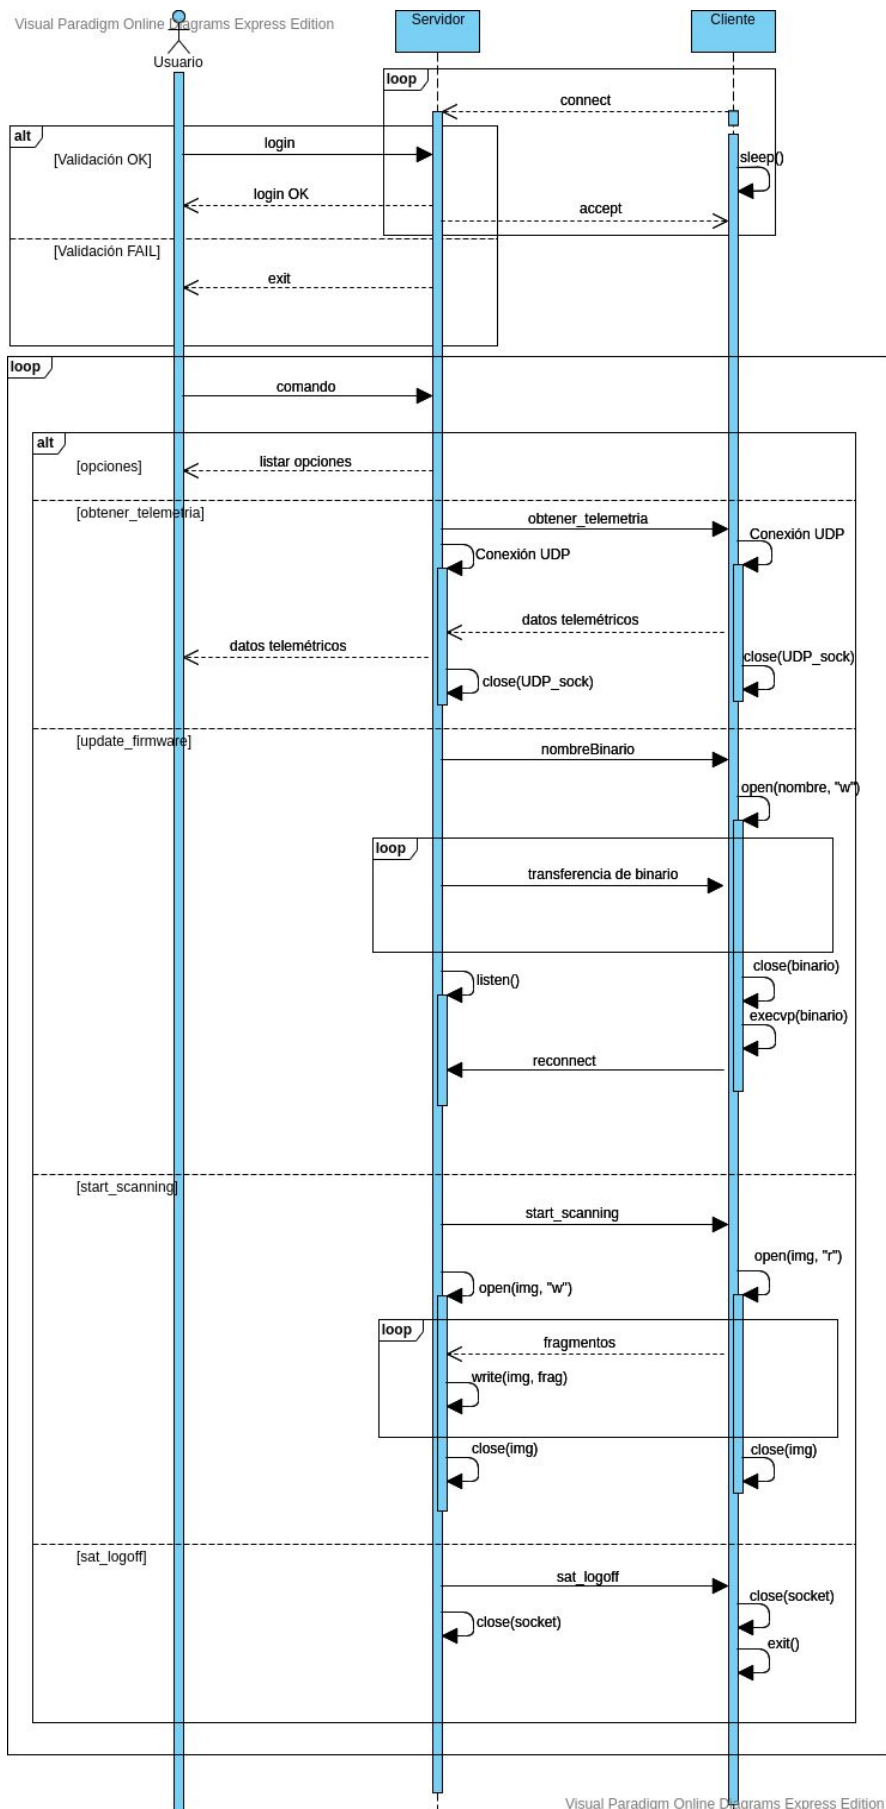 Visual Paradigm Online Diagrams Express Edition
Servidor
Cliente
Usuario
loop
connect
alt
[Validación OK]
login
sleep()
login OK
accept
[Validación FAIL]
exit
loop
comando
alt
[opciones]
listar opciones
[obtener_telemetria]
obtener_telemetria
Conexión UDP
Conexión UDP
datos telemétricos
datos telemétricos
close(UDP_sock)
close(UDP_sock)
[update_firmware]
nombreBinario
open(nombre, "w")
loop
transferencia de binario
close(binario)
listen()
execvp(binario)
reconnect
[start_scanning]
start_scanning
open(img, "r")
open(img, "w")
loop
fragmentos
write(img, frag)
close(img)
close(img)
[sat_logoff]
sat_logoff
close(socket)
close(socket)
exit()
Visual Paradigm Online Diagrams Express Edition